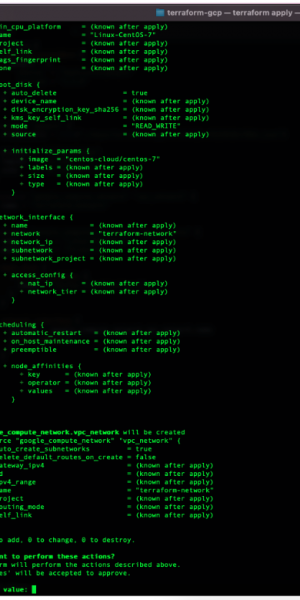 terraform-gcp — terraform apply —
in_cpu_platform = (known after apply)
ame = "Linux-CentOS-7"
roject = (known after apply)
elf_link = (known after apply)
ags_fingerprint = (known after apply)
one = (known after apply)
oot_disk {
+ auto_delete = true
+ device_name = (known after apply)
+ disk_encryption_key_sha256 = (known after apply)
+ kms_key_self_link = (known after apply)
+ mode = "READ_WRITE"
+ source = (known after apply)
+ initialize_params {
+ image = "centos-cloud/centos-7"
+ labels = (known after apply)
+ size = (known after apply)
+ type = (known after apply)
}
etwork_interface {
+ name = (known after apply)
+ network = "terraform-network"
+ network_ip = (known after apply)
+ subnetwork = (known after apply)
+ subnetwork_project = (known after apply)
+ access_config {
+ nat_ip = (known after apply)
+ network_tier = (known after apply)
}
cheduling {
+ automatic_restart = (known after apply)
+ on_host_maintenance = (known after apply)
+ preemptible = (known after apply)
+ node_affinities {
+ key = (known after apply)
+ operator = (known after apply)
+ values = (known after apply)
}
e_compute_network.vpc_network will be created
rce "google_compute_network" "vpc_network" {
uto_create_subnetworks = true
elete_default_routes_on_create = false
ateway_ipv4 = (known after apply)
d = (known after apply)
pv4_range = (known after apply)
ame = "terraform-network"
roject = (known after apply)
outing_mode = (known after apply)
elf_link = (known after apply)
o add, 0 to change, 0 to destroy.
nt to perform these actions?
rm will perform the actions described above.
es' will be accepted to approve.
value: